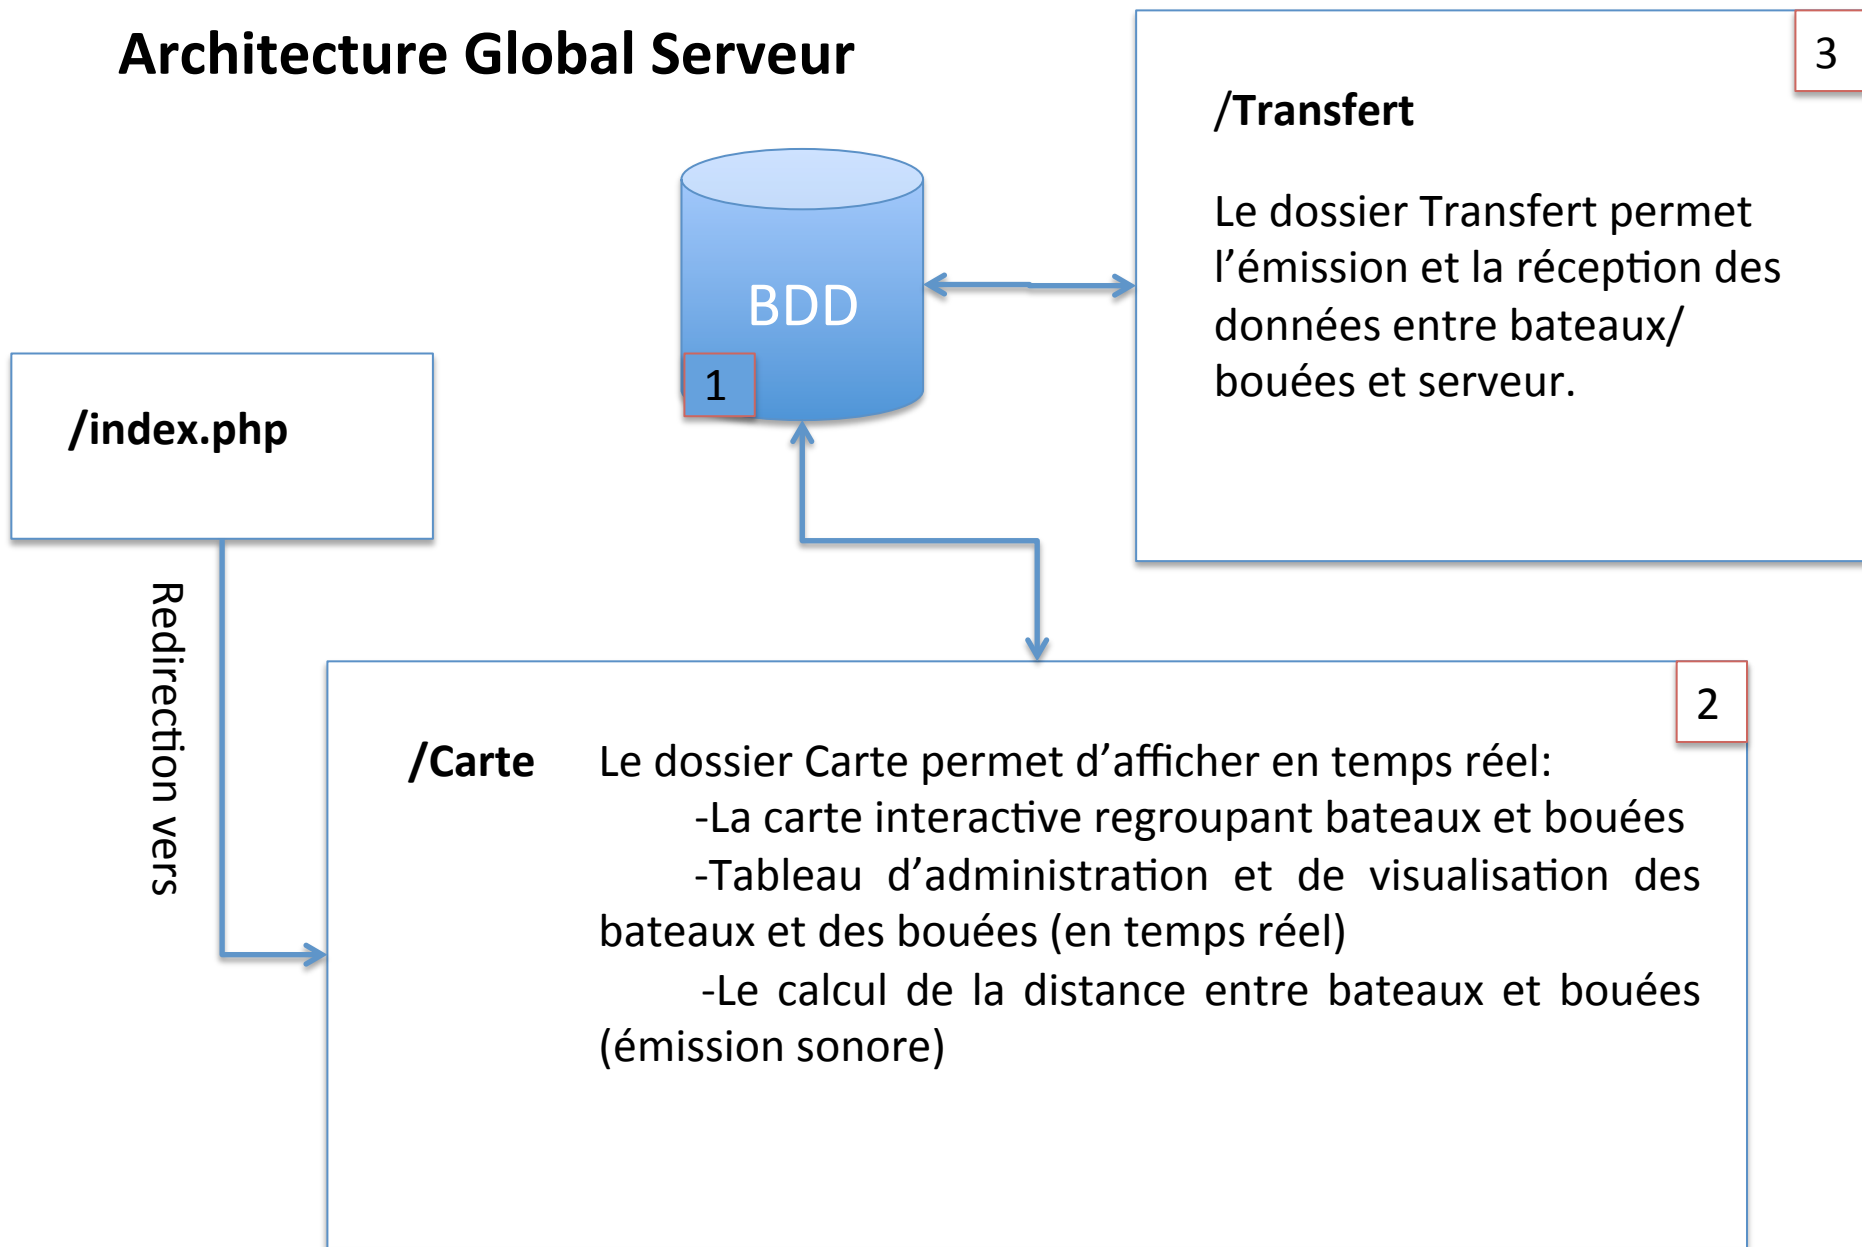 Architecture Global Serveur
3
/Transfert
Le dossier Transfert permet
l’émission et la réception des
données entre bateaux/
bouées et serveur.
BDD
1
/index.php
Redirection vers
2
/Carte Le dossier Carte permet d’afficher en temps réel:
-La carte interactive regroupant bateaux et bouées
-Tableau d’administration et de visualisation des
bateaux et des bouées (en temps réel)
-Le calcul de la distance entre bateaux et bouées
(émission sonore)